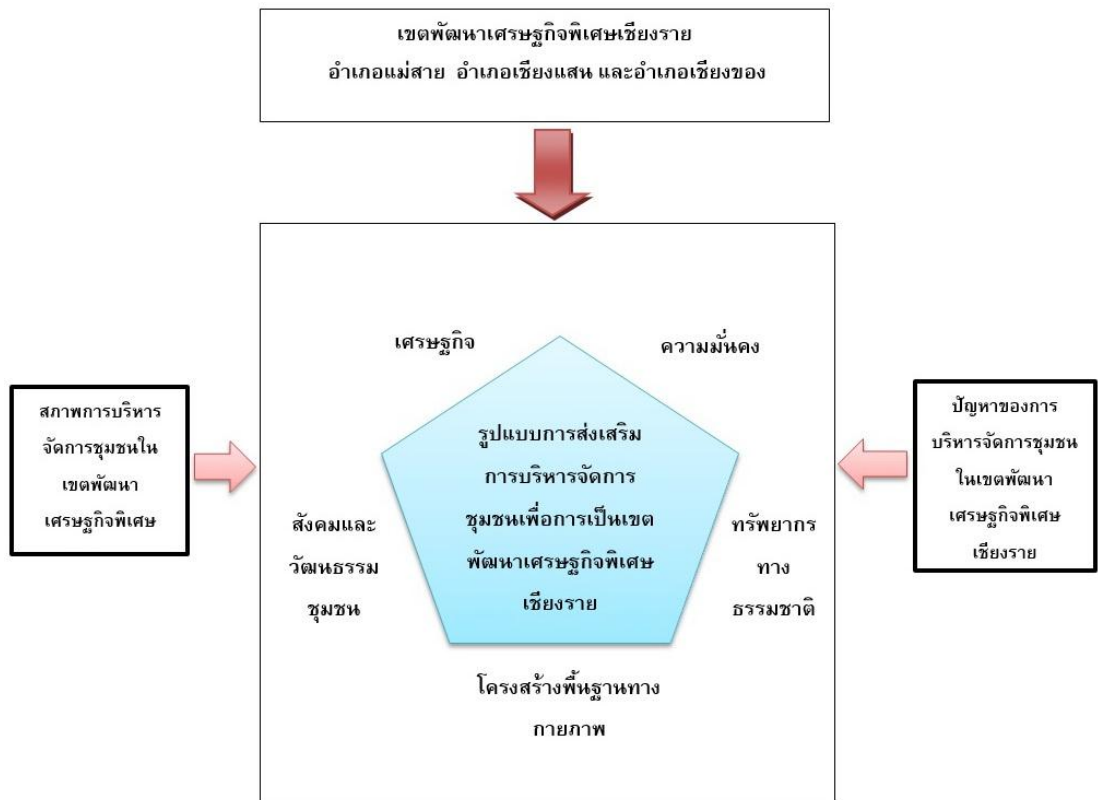 เขตพัฒนาเศรษฐกิจพิเศษเชียงราย
อำเภอแม่สาย อำเภอเชียงแสน และอำเภอเชียงของ
เศรษฐกิจ
ความมั่นคง
สภาพการบริหาร
จัดการชุมชนใน
เขตพัฒนา
เศรษฐกิจพิเศษ
รูปแบบการส่งเสริม
การบริหารจัดการ
ชุมชนเพื่อการเป็นเขต
พัฒนาเศรษฐกิจพิเศษ
เชียงราย
ปัญหาของการ
บริหารจัดการชุมชน
ในเขตพัฒนา
เศรษฐกิจพิเศษ
เชียงราย
สังคมและ
วัฒนธรรม
ชุมชน
ทรัพยากร
ทาง
ธรรมชาติ
โครงสร้างพื้นฐานทาง
กายภาพ